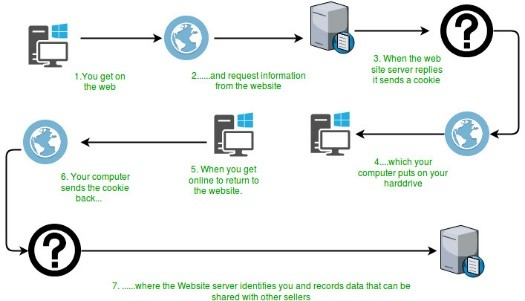 1.You get on
the web
2......and request information
from the website
3. When the web
site server replies
it sends a cookie
4....which your
computer puts on your
harddrive
5. When you get
online to return to
the website.
6. Your computer
sends the cookie
back...
7. ......where the Website server identifies you and records data that can be
shared with other sellers